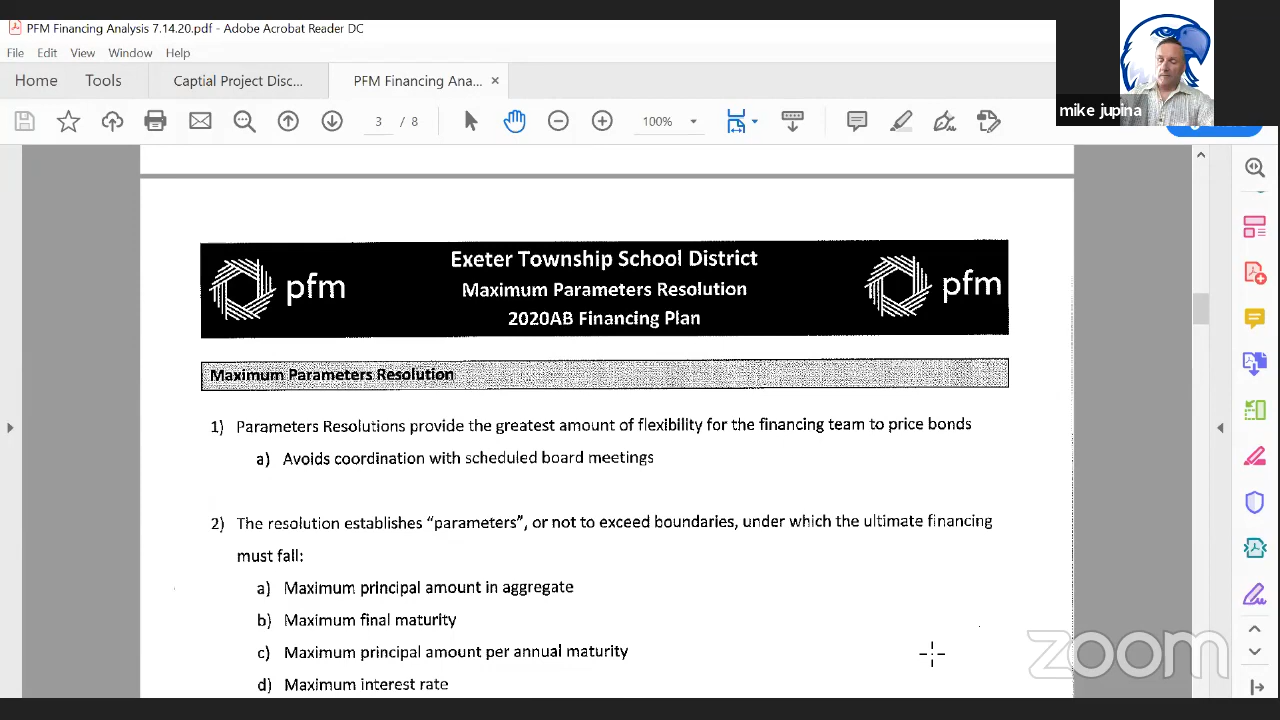 PFM Financing Analysis 7.14.20.pdf - Adobe Acrobat Reader DC
File Edit View Window Help
Home Tools Captial Project Disc... PFM Financing Ana... ×
3 / 8 100%
mike jupina
pfm
Exeter Township School District
Maximum Parameters Resolution
2020AB Financing Plan
pfm
Maximum Parameters Resolution
1) Parameters Resolutions provide the greatest amount of flexibility for the financing team to price bonds
a) Avoids coordination with scheduled board meetings
2) The resolution establishes “parameters”, or not to exceed boundaries, under which the ultimate financing
must fall:
a) Maximum principal amount in aggregate
b) Maximum final maturity
c) Maximum principal amount per annual maturity
d) Maximum interest rate
zoom